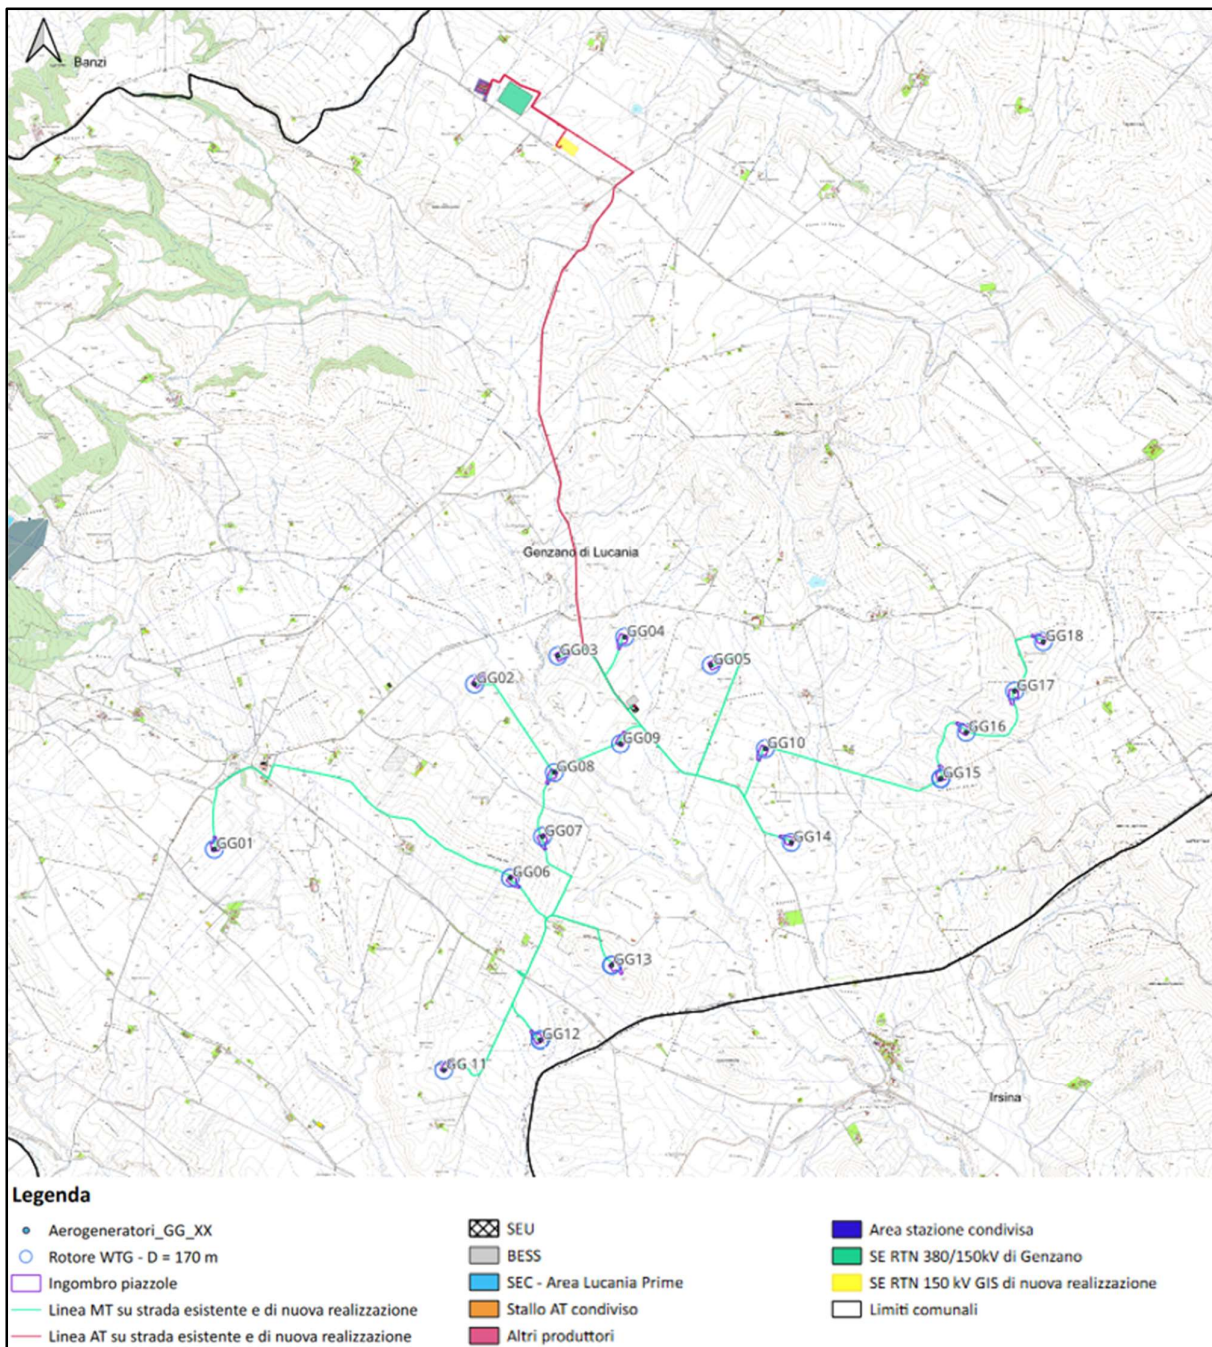 Banzi
Genzano di Lucania
GG04
GG03
GG18
GG05
GG02
GG17
GG16
GG09
GG10
GG08
GG15
GG07
GG14
GG01
GG06
GG13
GG12
GG 11
Irsina
Legenda
Aerogeneratori_GG_XX
Rotore WTG - D = 170 m
Ingombro piazzole
Linea MT su strada esistente e di nuova realizzazione
Linea AT su strada esistente e di nuova realizzazione
SEU
BESS
SEC - Area Lucania Prime
Stallo AT condiviso
Altri produttori
Area stazione condivisa
SE RTN 380/150kV di Genzano
SE RTN 150 kV GIS di nuova realizzazione
Limiti comunali